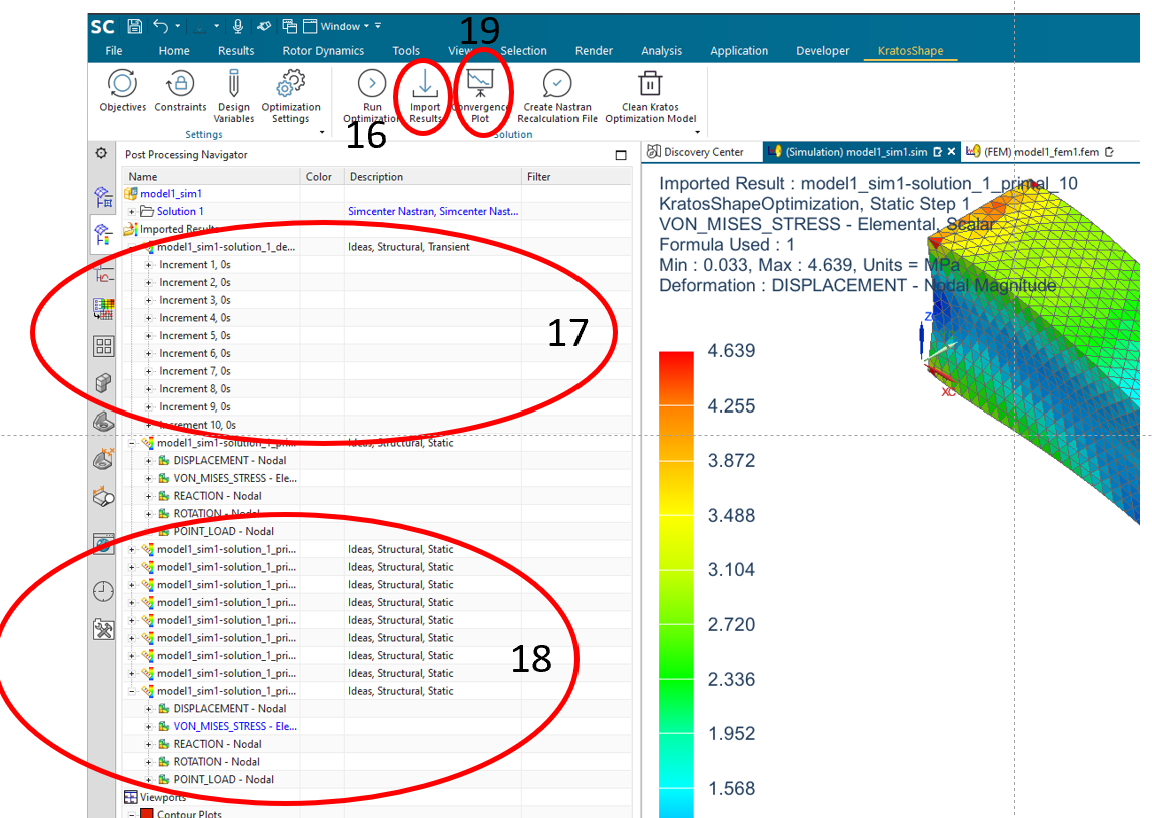 SC Window
19
File Home Results Rotor Dynamics Tools View Selection Render Analysis Application Developer KratosShape
Objectives Constraints Design Variables Optimization Settings Run Optimization Import Results Convergence Plot Create Nastran Recalculation File Clean Kratos Optimization Model
16
Settings Solution
Post Processing Navigator
Discovery Center (Simulation) model1_sim1.sim (FEM) model1_fem1.fem
Name Color Description Filter
model1_sim1
Solution 1 Simcenter Nastran, Simcenter Nast...
Imported Results
model1_sim1-solution_1_de... Ideas, Structural, Transient
Increment 1, 0s
Increment 2, 0s
Increment 3, 0s
Increment 4, 0s
Increment 5, 0s
Increment 6, 0s
Increment 7, 0s
Increment 8, 0s
Increment 9, 0s
Increment 10, 0s
17
model1_sim1-solution_1_pri... Ideas, Structural, Static
DISPLACEMENT - Nodal
VON_MISES_STRESS - Ele...
REACTION - Nodal
ROTATION - Nodal
POINT_LOAD - Nodal
model1_sim1-solution_1_pri... Ideas, Structural, Static
model1_sim1-solution_1_pri... Ideas, Structural, Static
model1_sim1-solution_1_pri... Ideas, Structural, Static
model1_sim1-solution_1_pri... Ideas, Structural, Static
model1_sim1-solution_1_pri... Ideas, Structural, Static
model1_sim1-solution_1_pri... Ideas, Structural, Static
model1_sim1-solution_1_pri... Ideas, Structural, Static
model1_sim1-solution_1_pri... Ideas, Structural, Static
model1_sim1-solution_1_pri... Ideas, Structural, Static
18
DISPLACEMENT - Nodal
VON_MISES_STRESS - Ele...
REACTION - Nodal
ROTATION - Nodal
POINT_LOAD - Nodal
Viewports
Contour Plots
Imported Result : model1_sim1-solution_1_primal_10
KratosShapeOptimization, Static Step 1
VON_MISES_STRESS - Elemental, Scalar
Formula Used : 1
Min : 0.033, Max : 4.639, Units = MPa
Deformation : DISPLACEMENT - Nodal Magnitude
XC
4.639
4.255
3.872
3.488
3.104
2.720
2.336
1.952
1.568